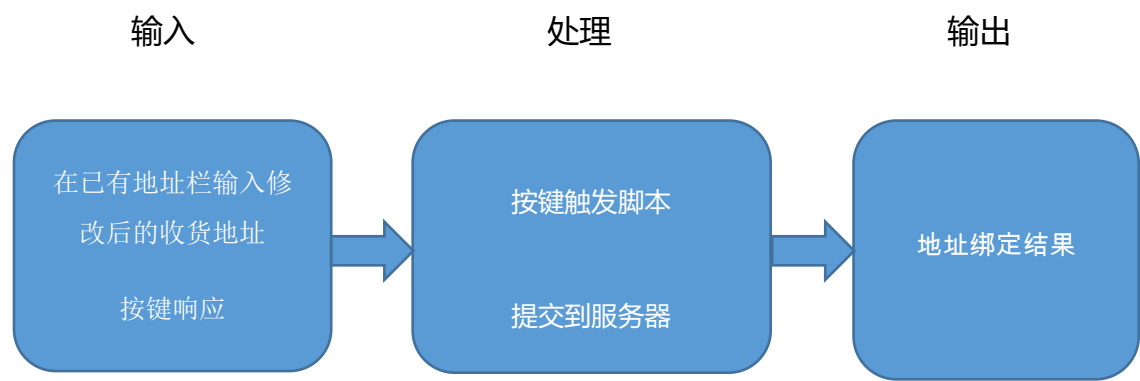 输入
处理
输出
在已有地址栏输入修
改后的收货地址
按键响应
按键触发脚本
提交到服务器
地址绑定结果